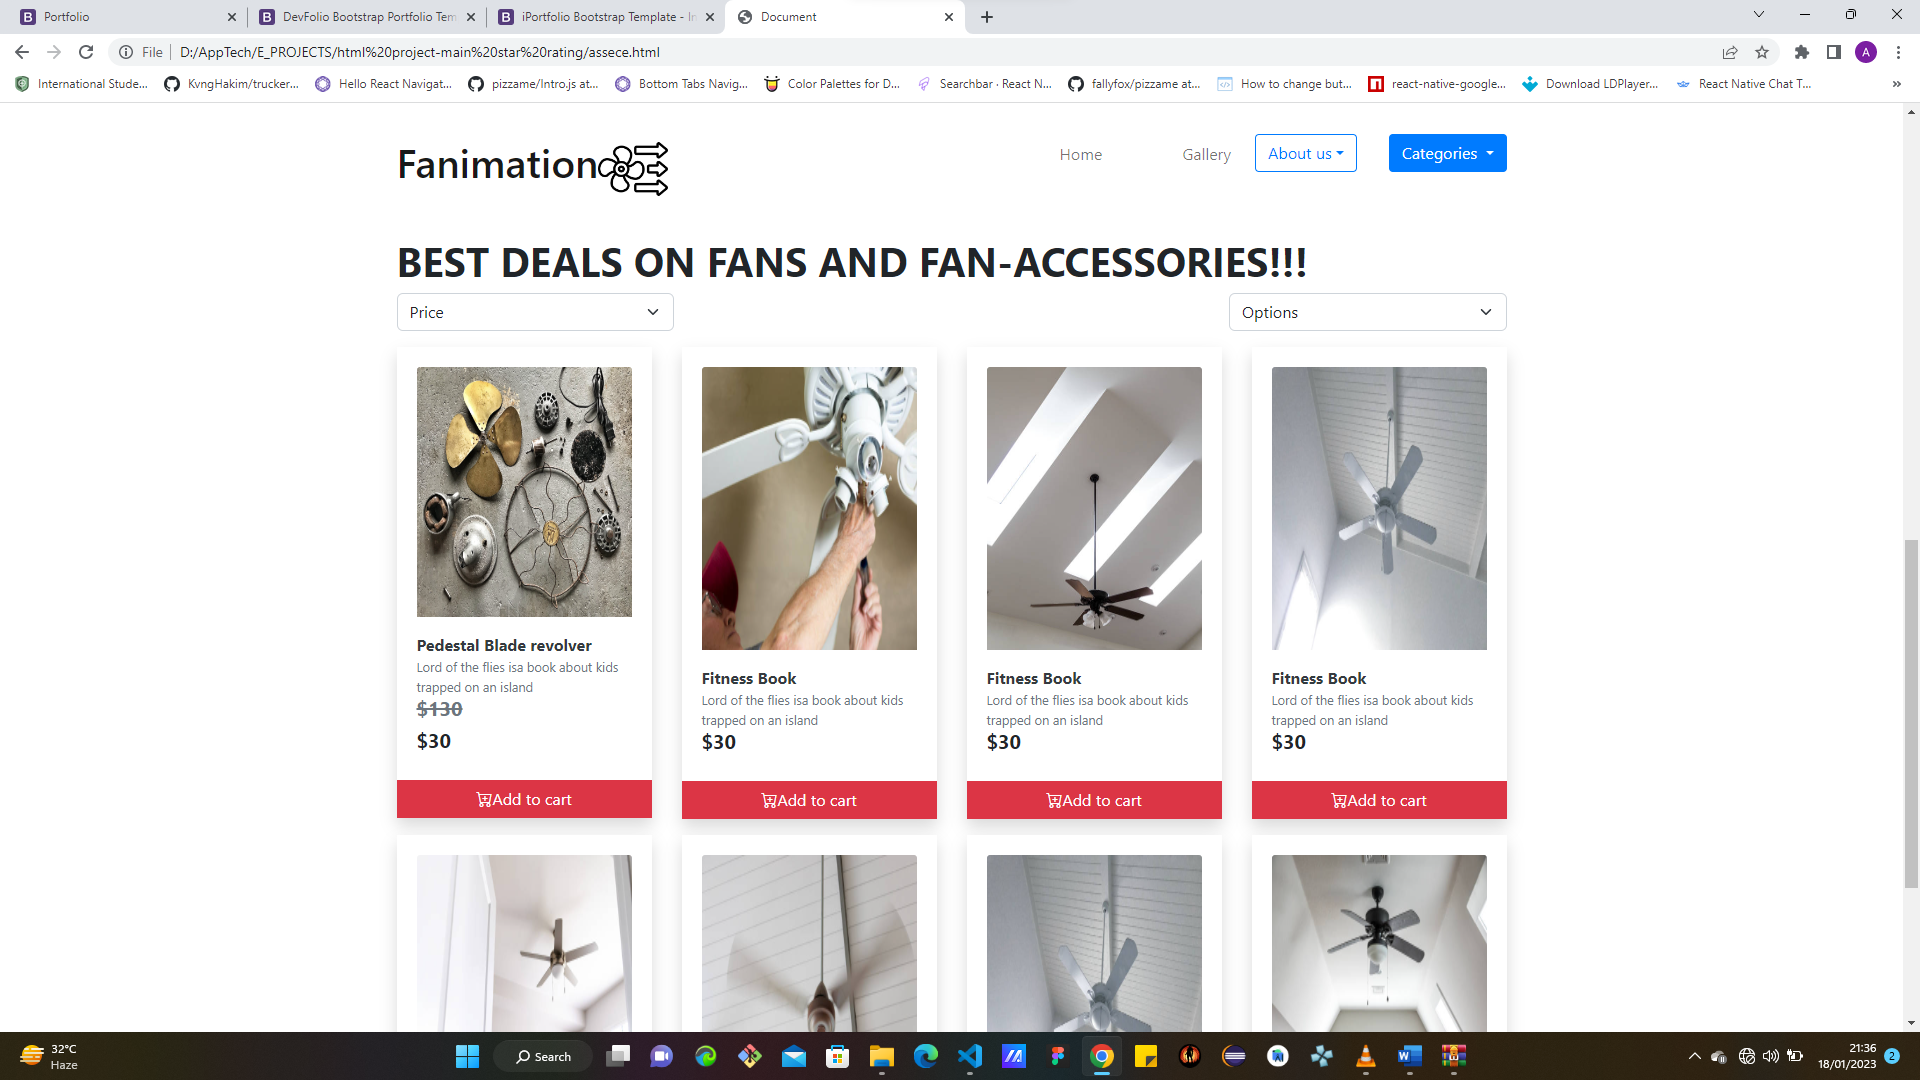 Portfolio
DevFolio Bootstrap Portfolio Tem
iPortfolio Bootstrap Template - In
Document
File
D:/AppTech/E_PROJECTS/html%20project-main%20star%20rating/assece.html
A
International Stude...
KvngHakim/trucker...
Hello React Navigat...
pizzame/Intro.js at...
Bottom Tabs Navig...
Color Palettes for D...
Searchbar · React N...
fallyfox/pizzame at...
How to change but...
react-native-google...
Download LDPlayer...
React Native Chat T...
»
Fanimation
Home
Gallery
About us
Categories
BEST DEALS ON FANS AND FAN-ACCESSORIES!!!
Price
Options
Pedestal Blade revolver
Lord of the flies isa book about kids
trapped on an island
$130
$30
Add to cart
Fitness Book
Lord of the flies isa book about kids
trapped on an island
$30
Add to cart
Fitness Book
Lord of the flies isa book about kids
trapped on an island
$30
Add to cart
Fitness Book
Lord of the flies isa book about kids
trapped on an island
$30
Add to cart
32°C
Haze
Search
21:36
18/01/2023
2